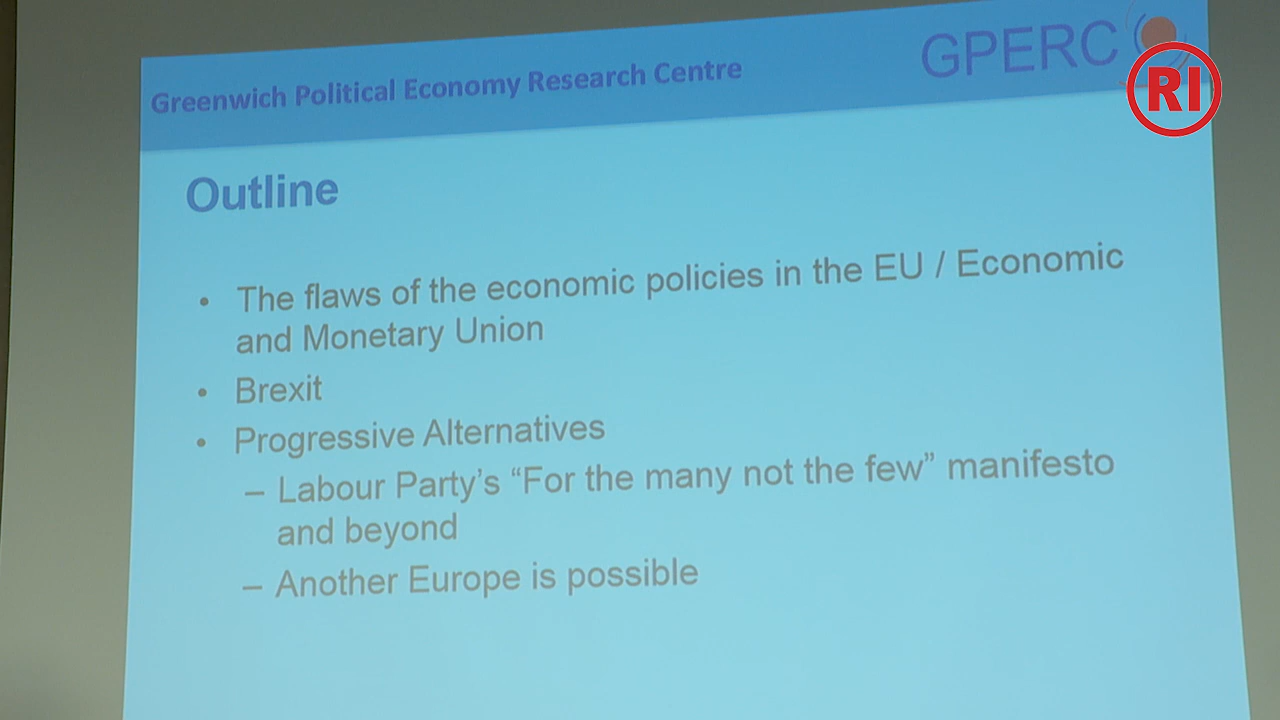 Greenwich Political Economy Research Centre
GPERC
RI
Outline
• The flaws of the economic policies in the EU / Economic
and Monetary Union
• Brexit
• Progressive Alternatives
– Labour Party’s “For the many not the few” manifesto
and beyond
– Another Europe is possible